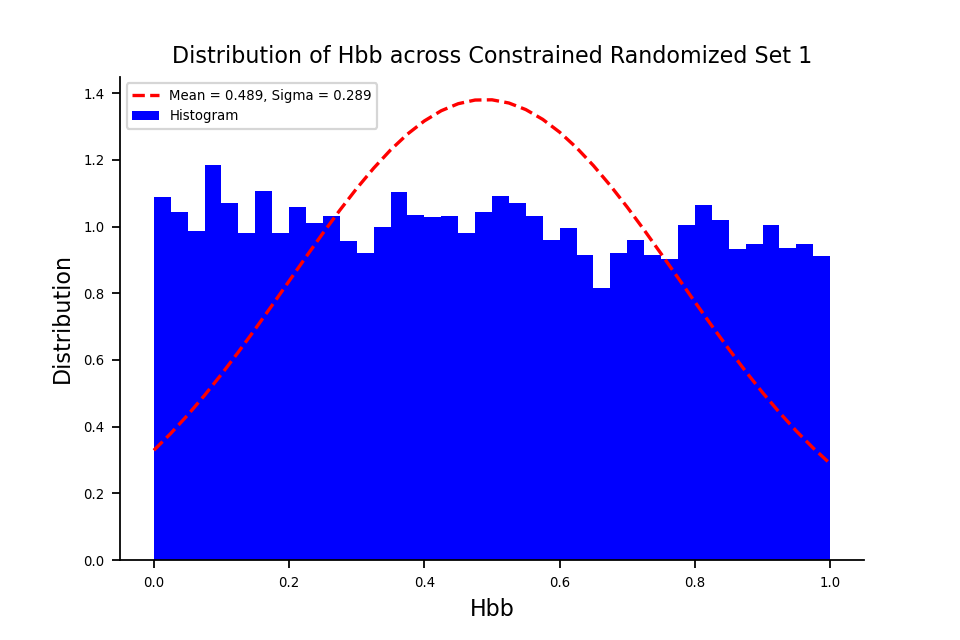 Distribution of Hbb across Constrained Randomized Set 1
Mean = 0.489, Sigma = 0.289
Histogram
Distribution
1.4
1.2
1.0
0.8
0.6
0.4
0.2
0.0
0.0 0.2 0.4 0.6 0.8 1.0
Hbb